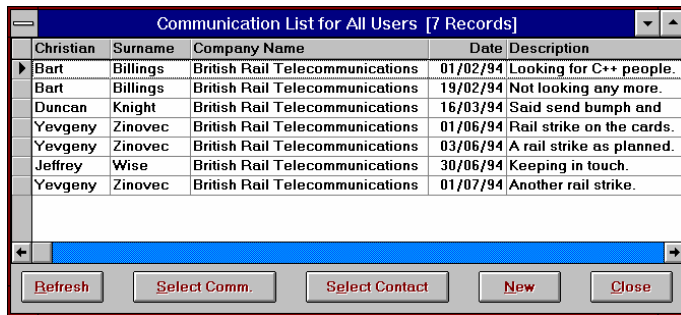 Communication List for All Users [7 Records]
Christian Surname Company Name Date Description
Bart Billings British Rail Telecommunications 01/02/94 Looking for C++ people.
Bart Billings British Rail Telecommunications 19/02/94 Not looking any more.
Duncan Knight British Rail Telecommunications 16/03/94 Said send bumph and
Yevgeny Zinovec British Rail Telecommunications 01/06/94 Rail strike on the cards.
Yevgeny Zinovec British Rail Telecommunications 03/06/94 A rail strike as planned.
Jeffrey Wise British Rail Telecommunications 30/06/94 Keeping in touch.
Yevgeny Zinovec British Rail Telecommunications 01/07/94 Another rail strike.
Refresh Select Comm. Select Contact New Close